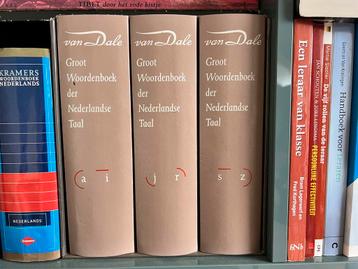 TIBET door het rode bosje
KRAMERS
WOORDENBOEK
NEDERLANDS
NEDERLANDS
van Dale
Groot
Woordenboek
der
Nederlandse
Taal
a i
van Dale
Groot
Woordenboek
der
Nederlandse
Taal
j r
van Dale
Groot
Woordenboek
der
Nederlandse
Taal
s z
Een leraar van klasse
PERSOONLIJKE EFFECTIVITEIT
De vijf rollen van de leraar
Handboek voor